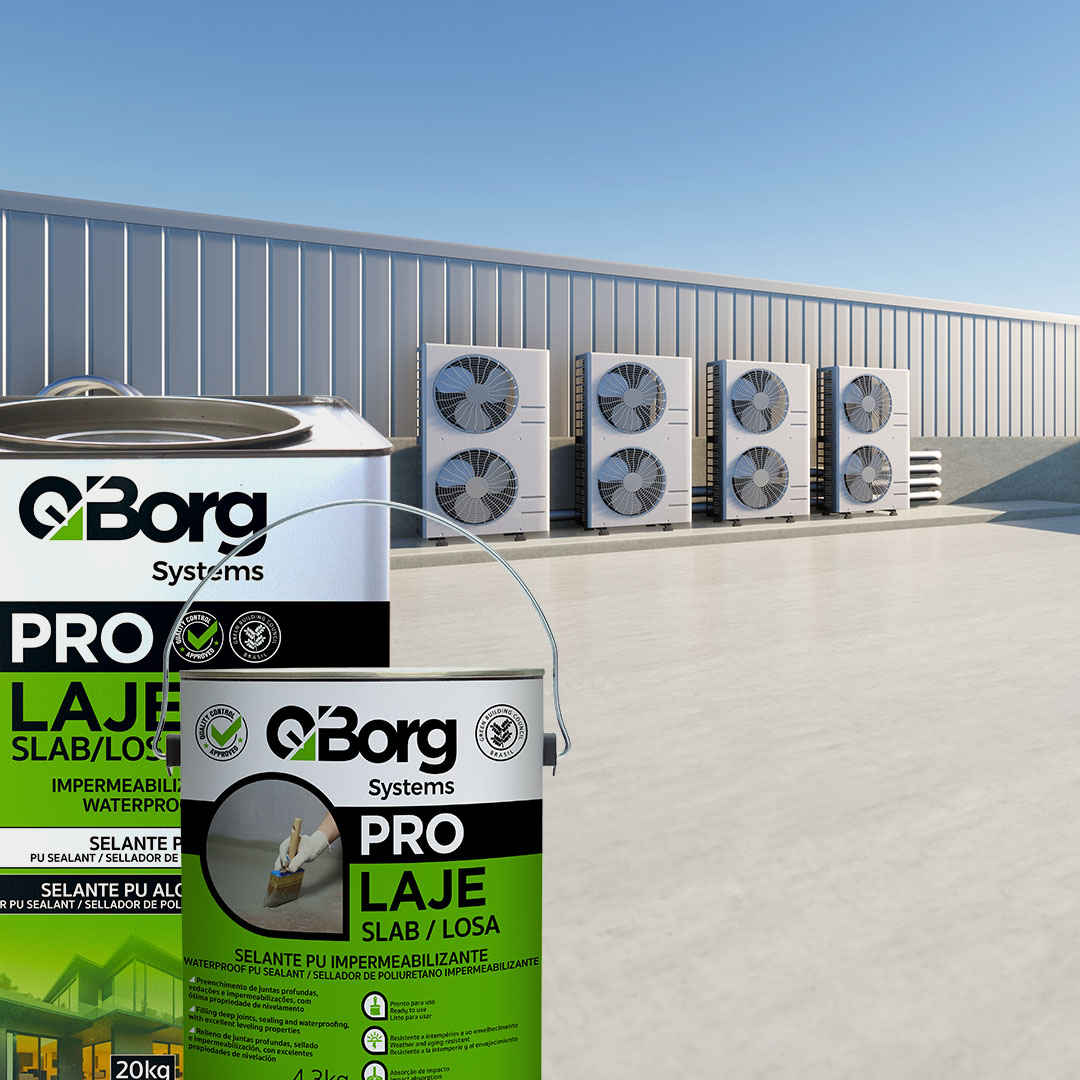 QBorg
Systems
PRO
QUALITY CONTROL
APPROVED
GREEN BUILDING COUNCIL
BRASIL
LAJE
SLAB/LOS
IMPERMEABILIZ
WATERPRO
SELANTE P
PU SEALANT / SELLADOR DE
SELANTE PU ALC
R PU SEALANT / SELLADOR DE POL
20kg
QUALITY CONTROL
APPROVED
QBorg
Systems
GREEN BUILDING COUNCIL
BRASIL
PRO
LAJE
SLAB / LOSA
SELANTE PU IMPERMEABILIZANTE
WATERPROOF PU SEALANT / SELLADOR DE POLIURETANO IMPERMEABILIZANTE
Preenchimento de juntas profundas,
vedações e impermeabilizações, com
ótima propriedade de nivelamento
Filling deep joints, sealing and waterproofing,
with excellent leveling properties
Relleno de juntas profundas, sellado
e impermeabilización, con excelentes
propiedades de nivelación
Pronto para uso
Ready to use
Listo para usar
Resistente a intempéries e ao envelhecimento
Weather and aging resistant
Resistente a la intemperie y al envejecimiento
Absorção de impacto
Impact absorption
4,3kg